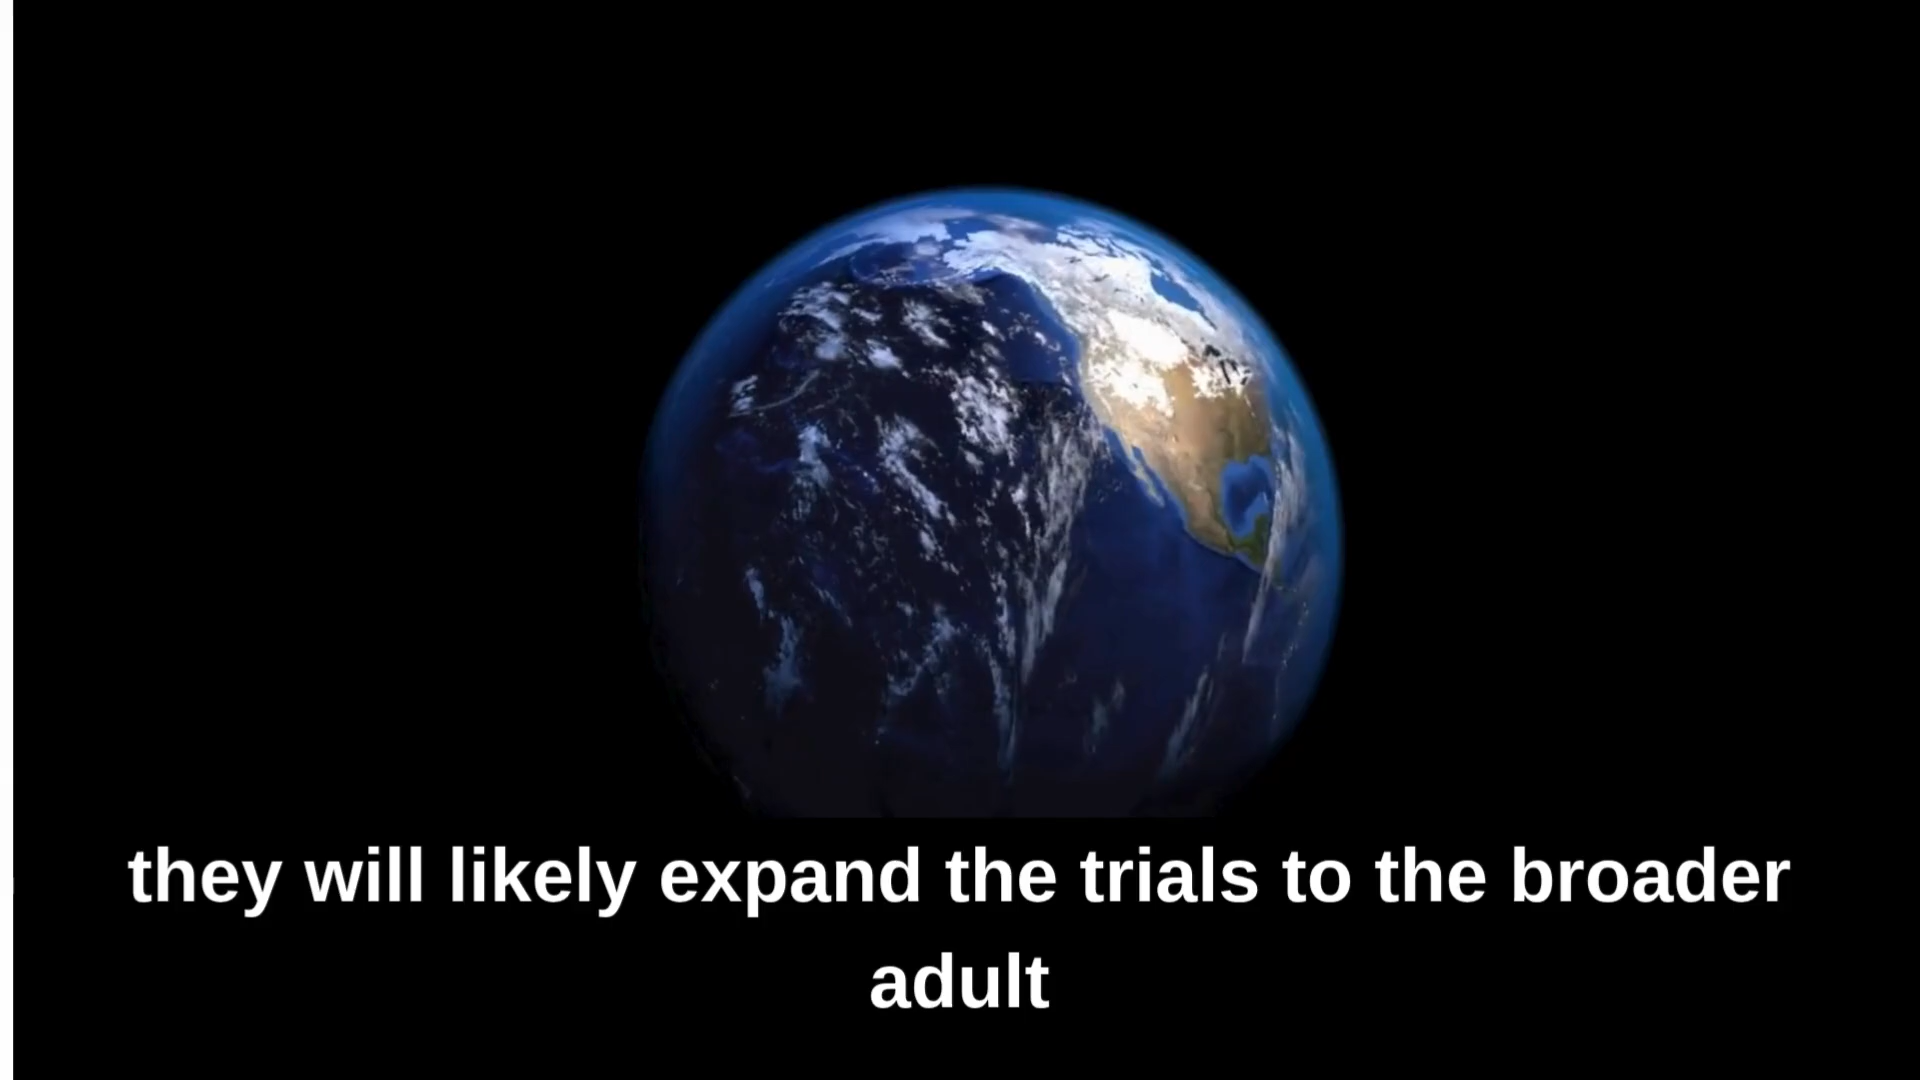 they will likely expand the trials to the broader
adult